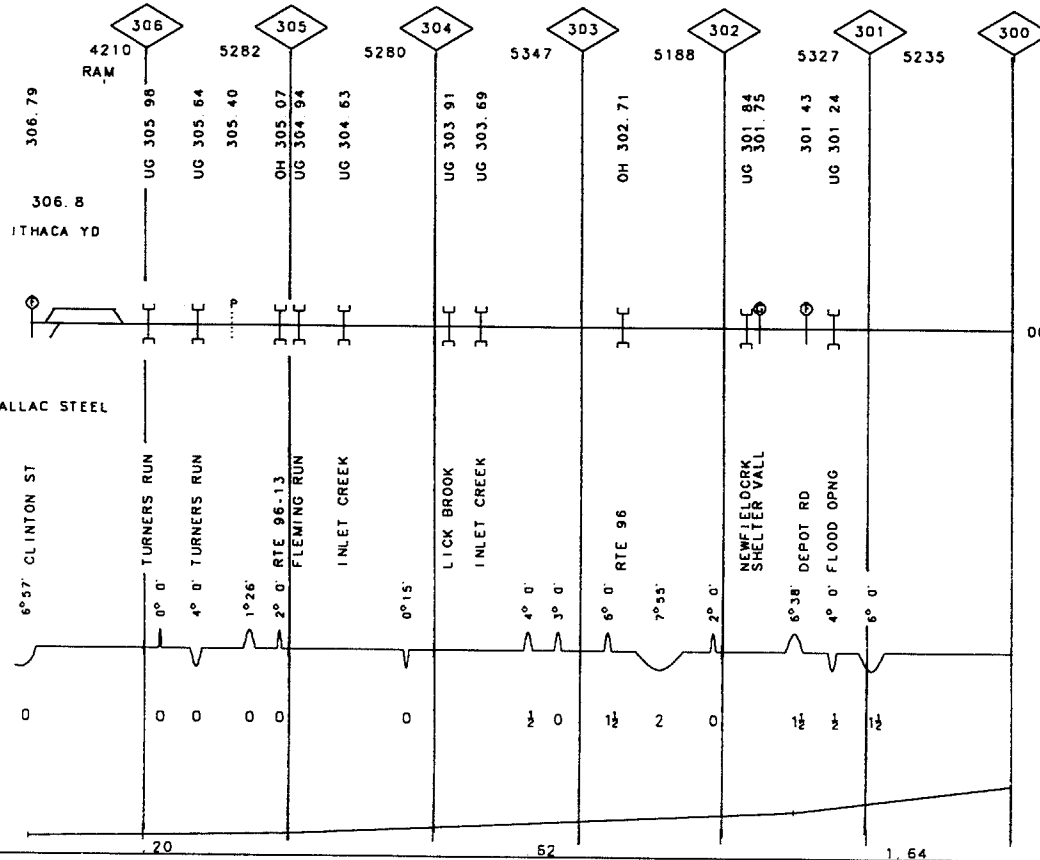 306 305 304 303 302 301 300
4210 5282 5280 5347 5188 5327 5235
RAM
306.79
UG 305 98
UG 305.64
305.40
OH 305.07
UG 304.94
UG 304.63
UG 303 91
UG 303.69
OH 302.71
UG 301 84
301.75
301 43
UG 301 24
306.8
ITHACA YD
P
ALLAC STEEL
6°57' CLINTON ST
TURNERS RUN
0° 0'
4° 0' TURNERS RUN
1°26'
2° 0' RTE 96-13
FLEMING RUN
INLET CREEK
0°15'
LICK BROOK
INLET CREEK
4° 0'
3° 0'
6° 0' RTE 96
7°55'
2° 0'
NEWFIELDCRK
SHELTER VALL
6°38' DEPOT RD
4° 0' FLOOD OPNG
6° 0'
0 0 0 0 0 0 ½ 0 1½ 2 0 1½ ½ 1½
.20 .62 1.64